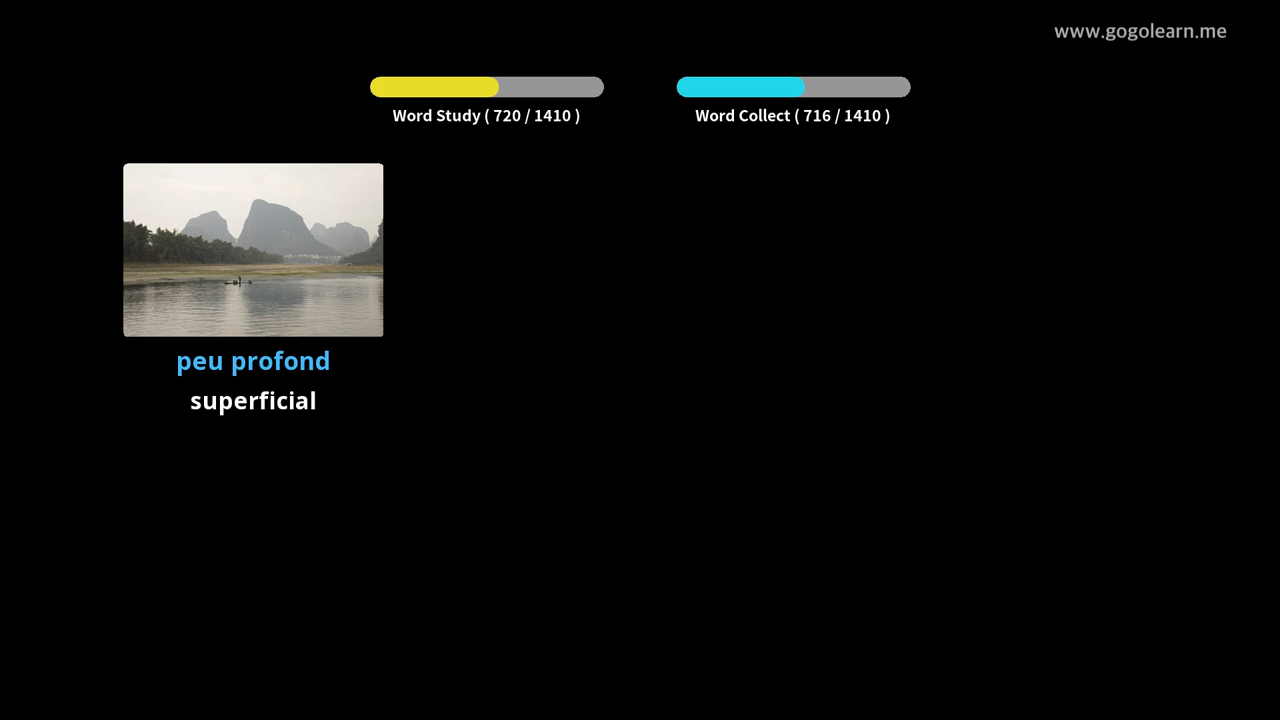 www.gogolearn.me
Word Study ( 720 / 1410 )
Word Collect ( 716 / 1410 )
peu profond
superficial